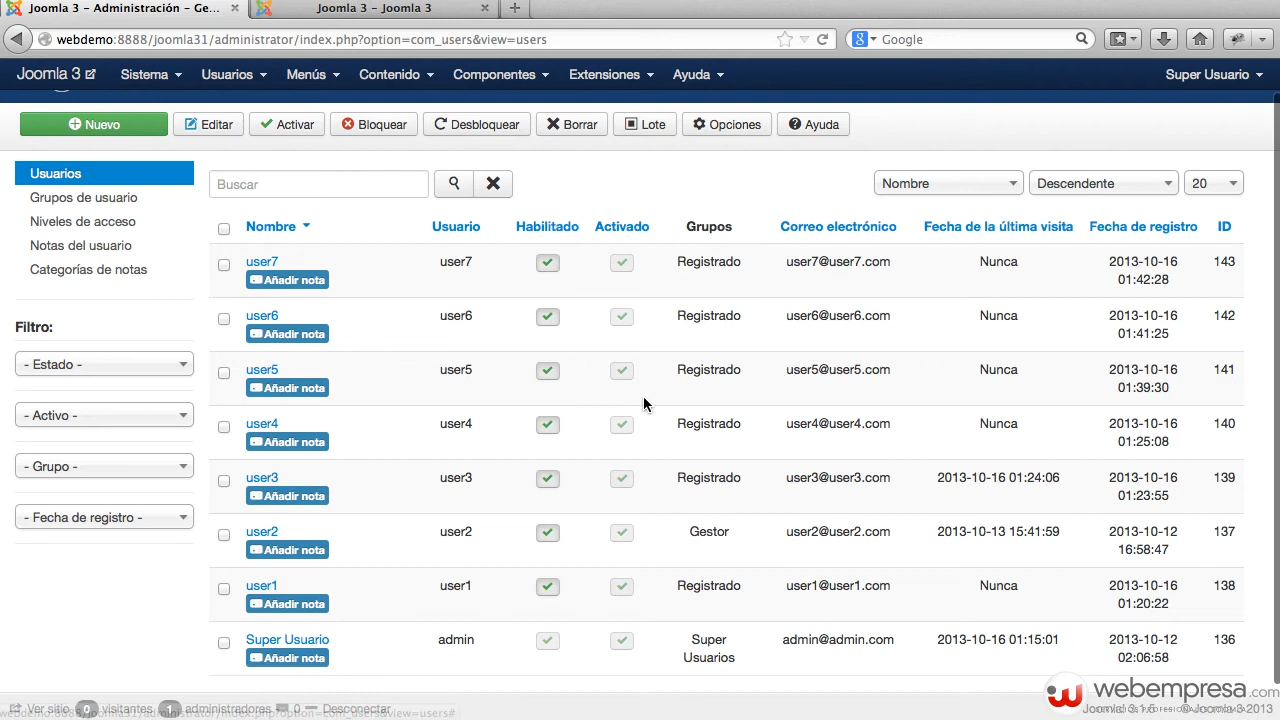 Joomla 3 - Administración - Ge...
Joomla 3 - Joomla 3
webdemo:8888/joomla31/administrator/index.php?option=com_users&view=users
Google
Joomla 3 Sistema Usuarios Menús Contenido Componentes Extensiones Ayuda Super Usuario
Nuevo Editar Activar Bloquear Desbloquear Borrar Lote Opciones Ayuda
Usuarios
Grupos de usuario
Niveles de acceso
Notas del usuario
Categorías de notas
Filtro:
- Estado -
- Activo -
- Grupo -
- Fecha de registro -
Buscar
Nombre Descendente 20
Nombre Usuario Habilitado Activado Grupos Correo electrónico Fecha de la última visita Fecha de registro ID
user7 user7 Registrado user7@user7.com Nunca 2013-10-16 143
Añadir nota 01:42:28
user6 user6 Registrado user6@user6.com Nunca 2013-10-16 142
Añadir nota 01:41:25
user5 user5 Registrado user5@user5.com Nunca 2013-10-16 141
Añadir nota 01:39:30
user4 user4 Registrado user4@user4.com Nunca 2013-10-16 140
Añadir nota 01:25:08
user3 user3 Registrado user3@user3.com 2013-10-16 01:24:06 2013-10-16 139
Añadir nota 01:23:55
user2 user2 Gestor user2@user2.com 2013-10-13 15:41:59 2013-10-12 137
Añadir nota 16:58:47
user1 user1 Registrado user1@user1.com Nunca 2013-10-16 138
Añadir nota 01:20:22
Super Usuario admin Super admin@admin.com 2013-10-16 01:15:01 2013-10-12 136
Añadir nota Usuarios 02:06:58
webempresa.com
Ver sitio 0 visitantes 1 administradores 0 Desconectar
© Joomla 3 2013
webdemo:8888/joomla31/administrator/index.php?option=com_users&view=users#